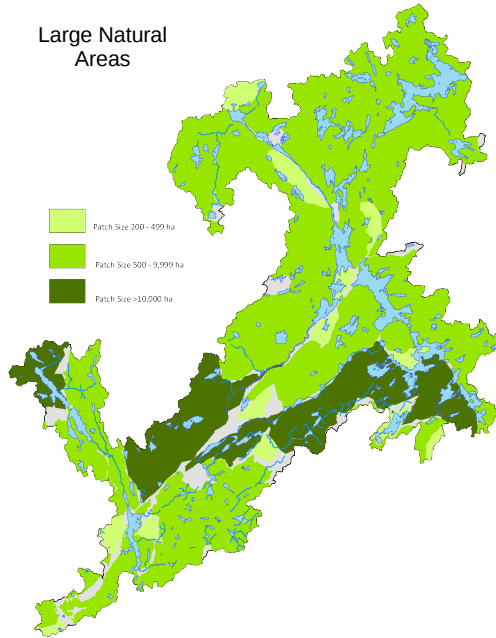 Large Natural
Areas
Patch Size 200 - 499 ha
Patch Size 500 - 9,999 ha
Patch Size >10,000 ha